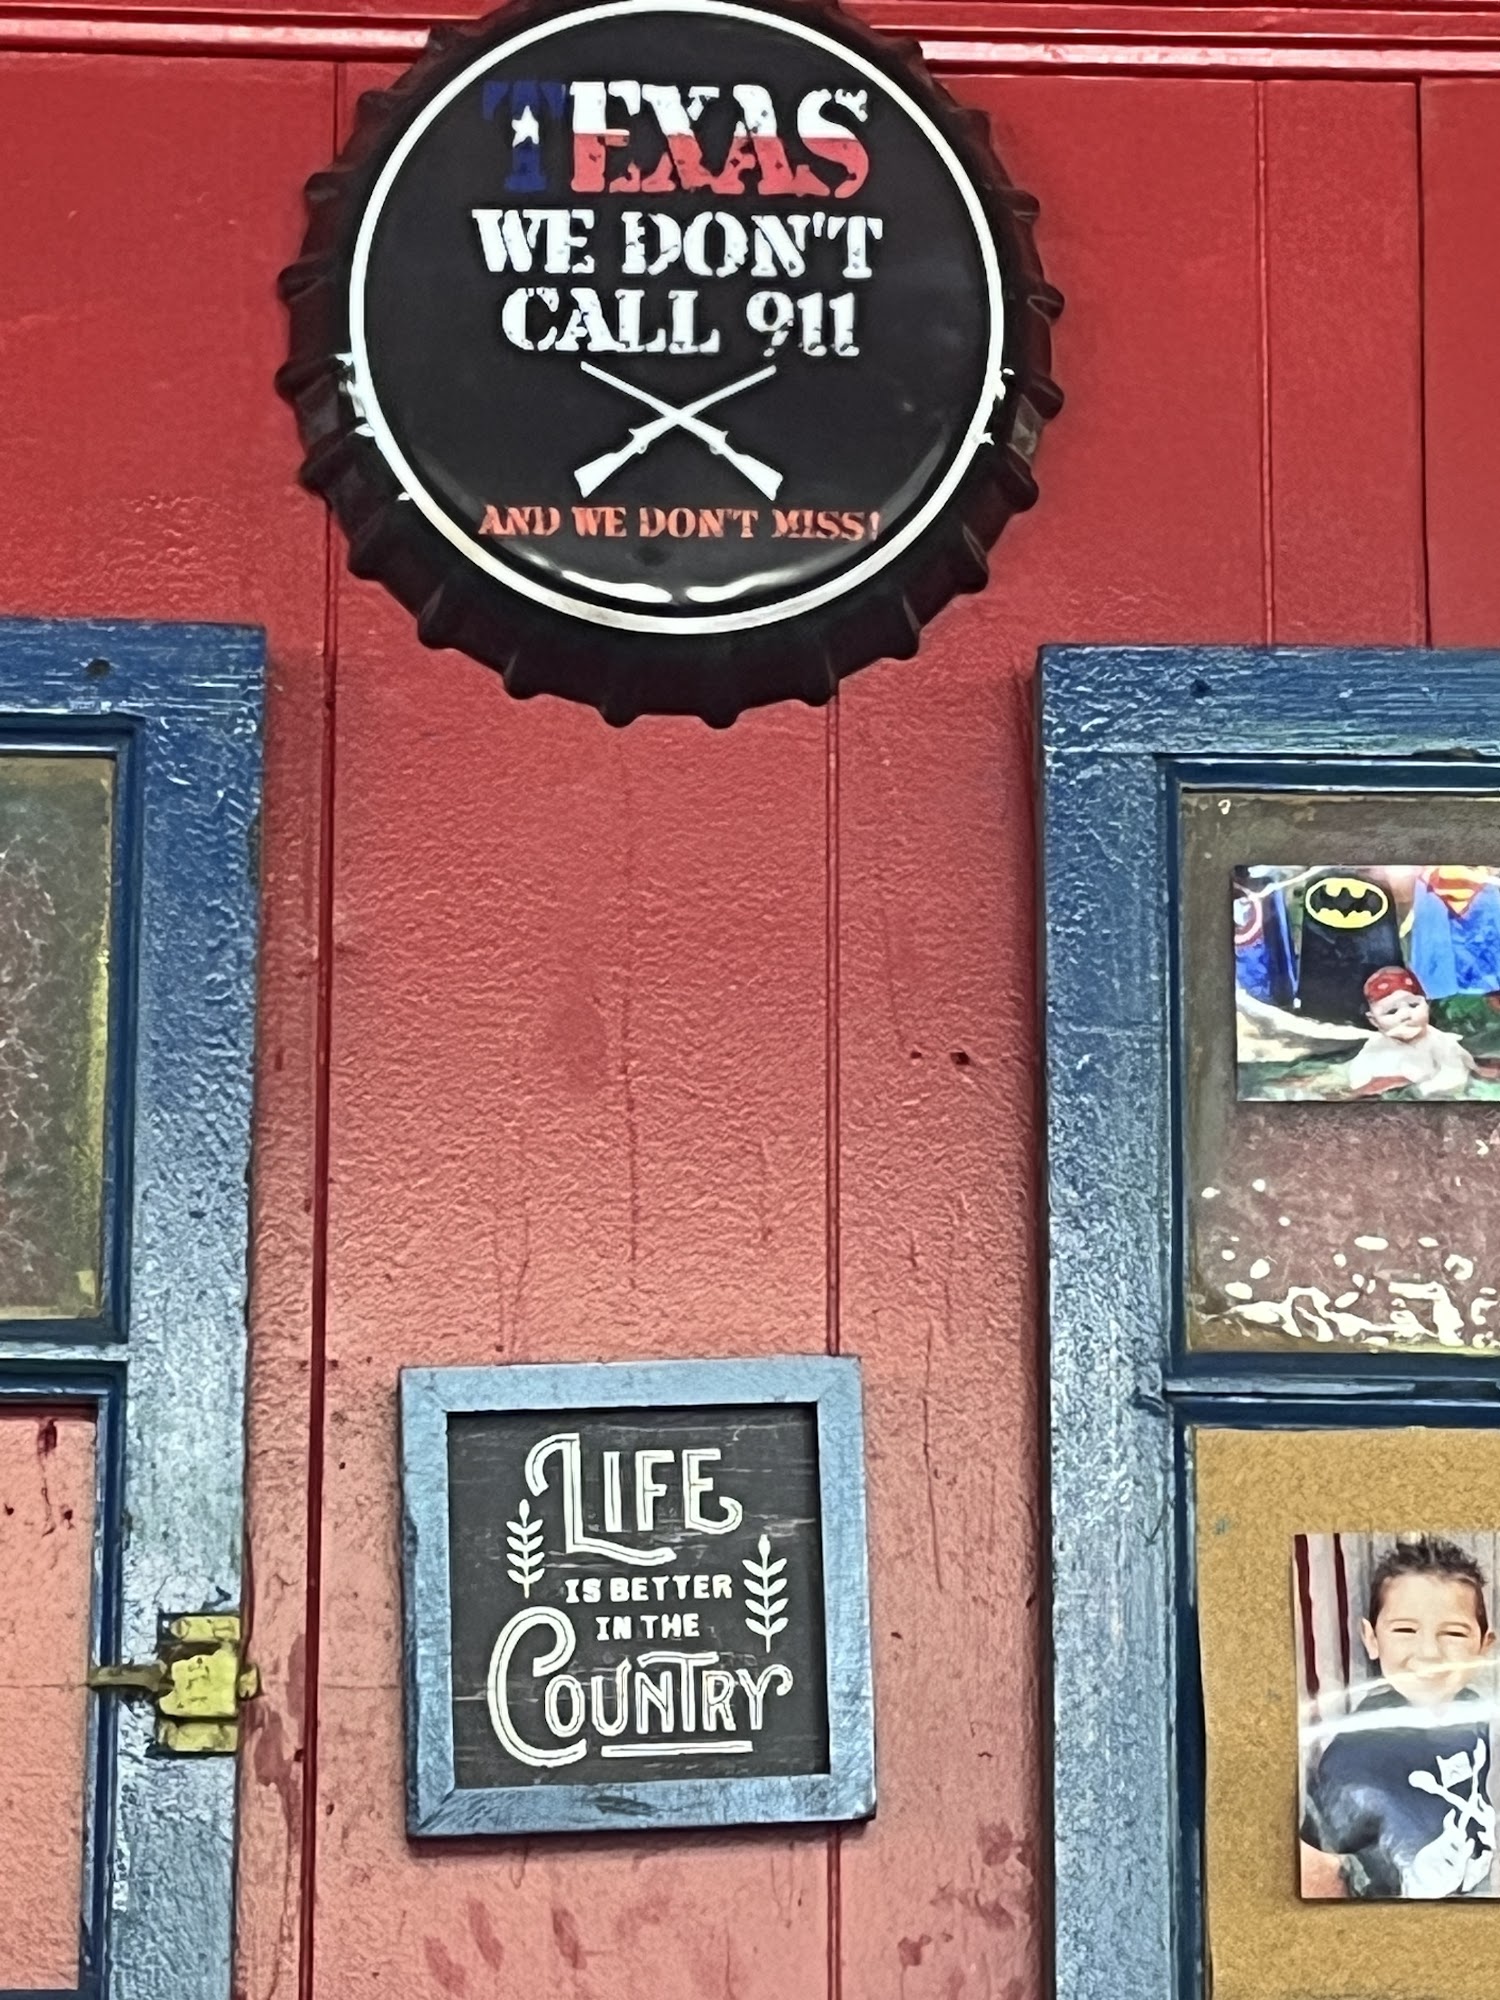 TEXAS
WE DON'T
CALL 911
AND WE DON'T MISS!
LIFE
IS BETTER
IN THE
COUNTRY